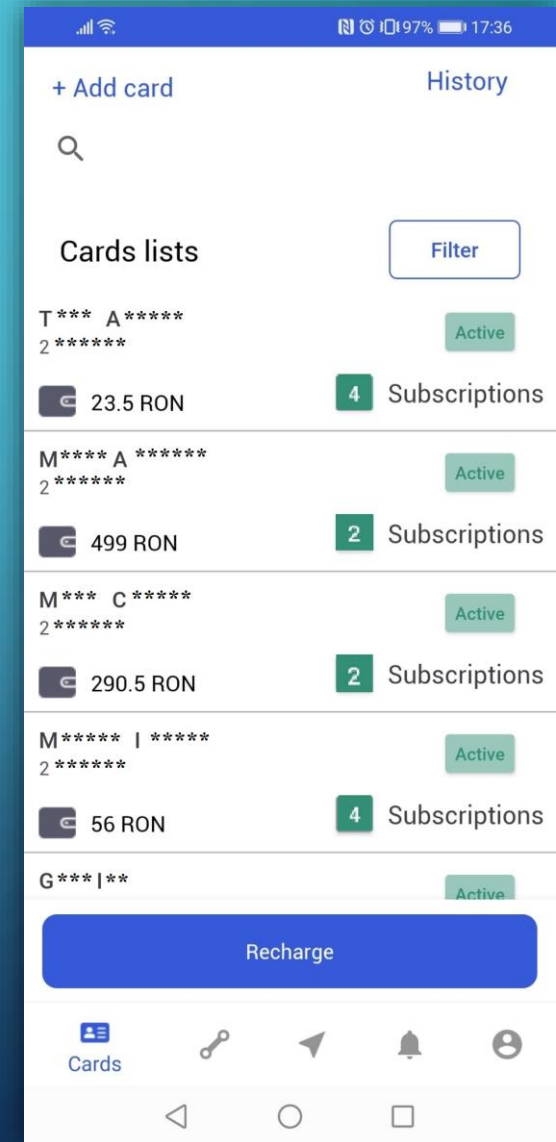 97% 17:36
+ Add card History
Cards lists Filter
T*** A***** Active
2******
23.5 RON 4 Subscriptions
M**** A ****** Active
2******
499 RON 2 Subscriptions
M*** C***** Active
2******
290.5 RON 2 Subscriptions
M***** I ***** Active
2******
56 RON 4 Subscriptions
G***I** Active
Recharge
Cards